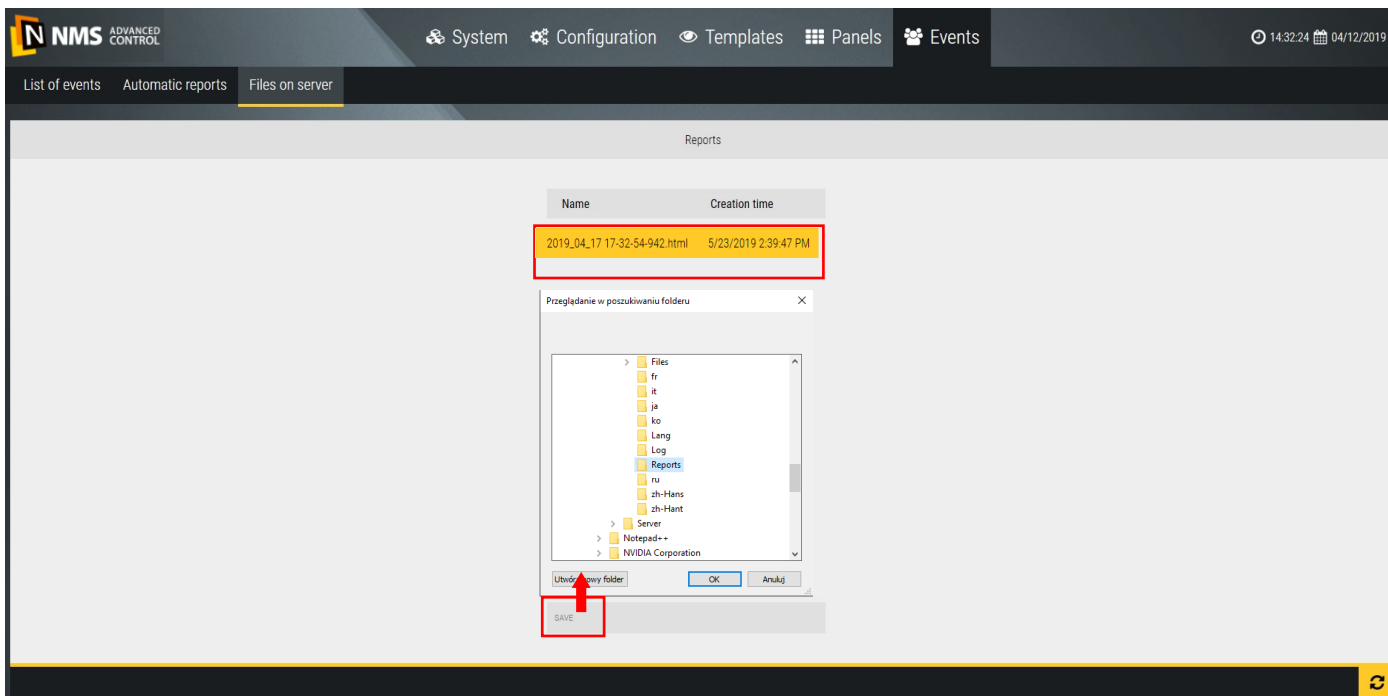 N NMS ADVANCED CONTROL
System Configuration Templates Panels Events
14:32:24 04/12/2019
List of events Automatic reports Files on server
Reports
Name Creation time
2019_04_17 17-32-54-942.html 5/23/2019 2:39:47 PM
Przeglądanie w poszukiwaniu folderu
Files
fr
it
ja
ko
Lang
Log
Reports
ru
zh-Hans
zh-Hant
Server
Notepad++
NVIDIA Corporation
folder OK Anuluj
SAVE